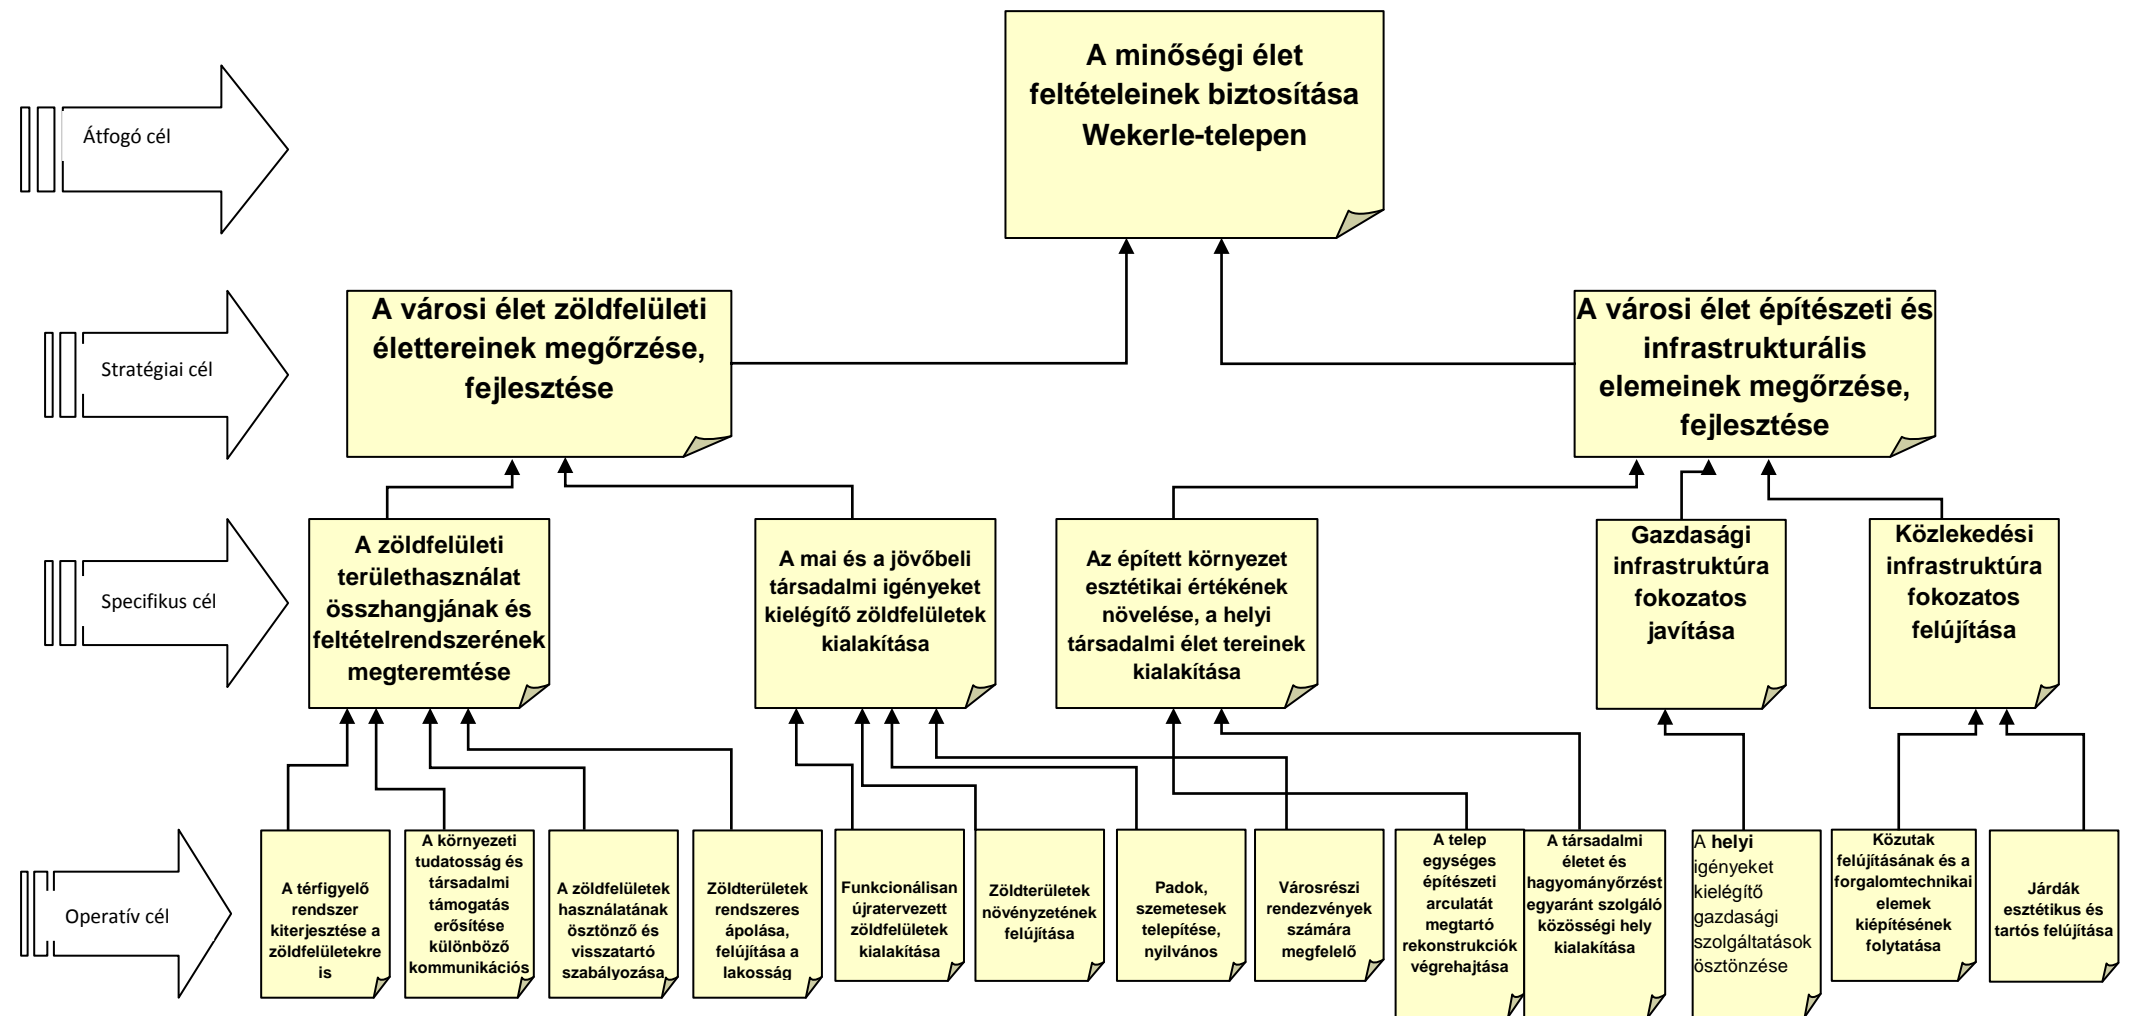 Átfogó cél
A minőségi élet
feltételeinek biztosítása
Wekerle-telepen
Stratégiai cél
A városi élet zöldfelületi
élettereinek megőrzése,
fejlesztése
A városi élet építészeti és
infrastrukturális
elemeinek megőrzése,
fejlesztése
Specifikus cél
A zöldfelületi
területhasználat
összhangjának és
feltételrendszerének
megteremtése
A mai és a jövőbeli
társadalmi igényeket
kielégítő zöldfelületek
kialakítása
Az épített környezet
esztétikai értékének
növelése, a helyi
társadalmi élet tereinek
kialakítása
Gazdasági
infrastruktúra
fokozatos
javítása
Közlekedési
infrastruktúra
fokozatos
felújítása
Operatív cél
A térfigyelő
rendszer
kiterjesztése a
zöldfelületekre
is
A környezeti
tudatosság és
társadalmi
támogatás
erősítése
különböző
kommunikációs
A zöldfelületek
használatának
ösztönző és
visszatartó
szabályozása
Zöldterületek
rendszeres
ápolása,
felújítása a
lakosság
Funkcionálisan
újratervezett
zöldfelületek
kialakítása
Zöldterületek
növényzetének
felújítása
Padok,
szemetesek
telepítése,
nyilvános
Városrészi
rendezvények
számára
megfelelő
A telep
egységes
építészeti
arculatát
megtartó
rekonstrukciók
végrehajtása
A társadalmi
életet és
hagyományőrzést
egyaránt szolgáló
közösségi hely
kialakítása
A helyi
igényeket
kielégítő
gazdasági
szolgáltatások
ösztönzése
Közutak
felújításának és a
forgalomtechnikai
elemek
kiépítésének
folytatása
Járdák
esztétikus és
tartós felújítása